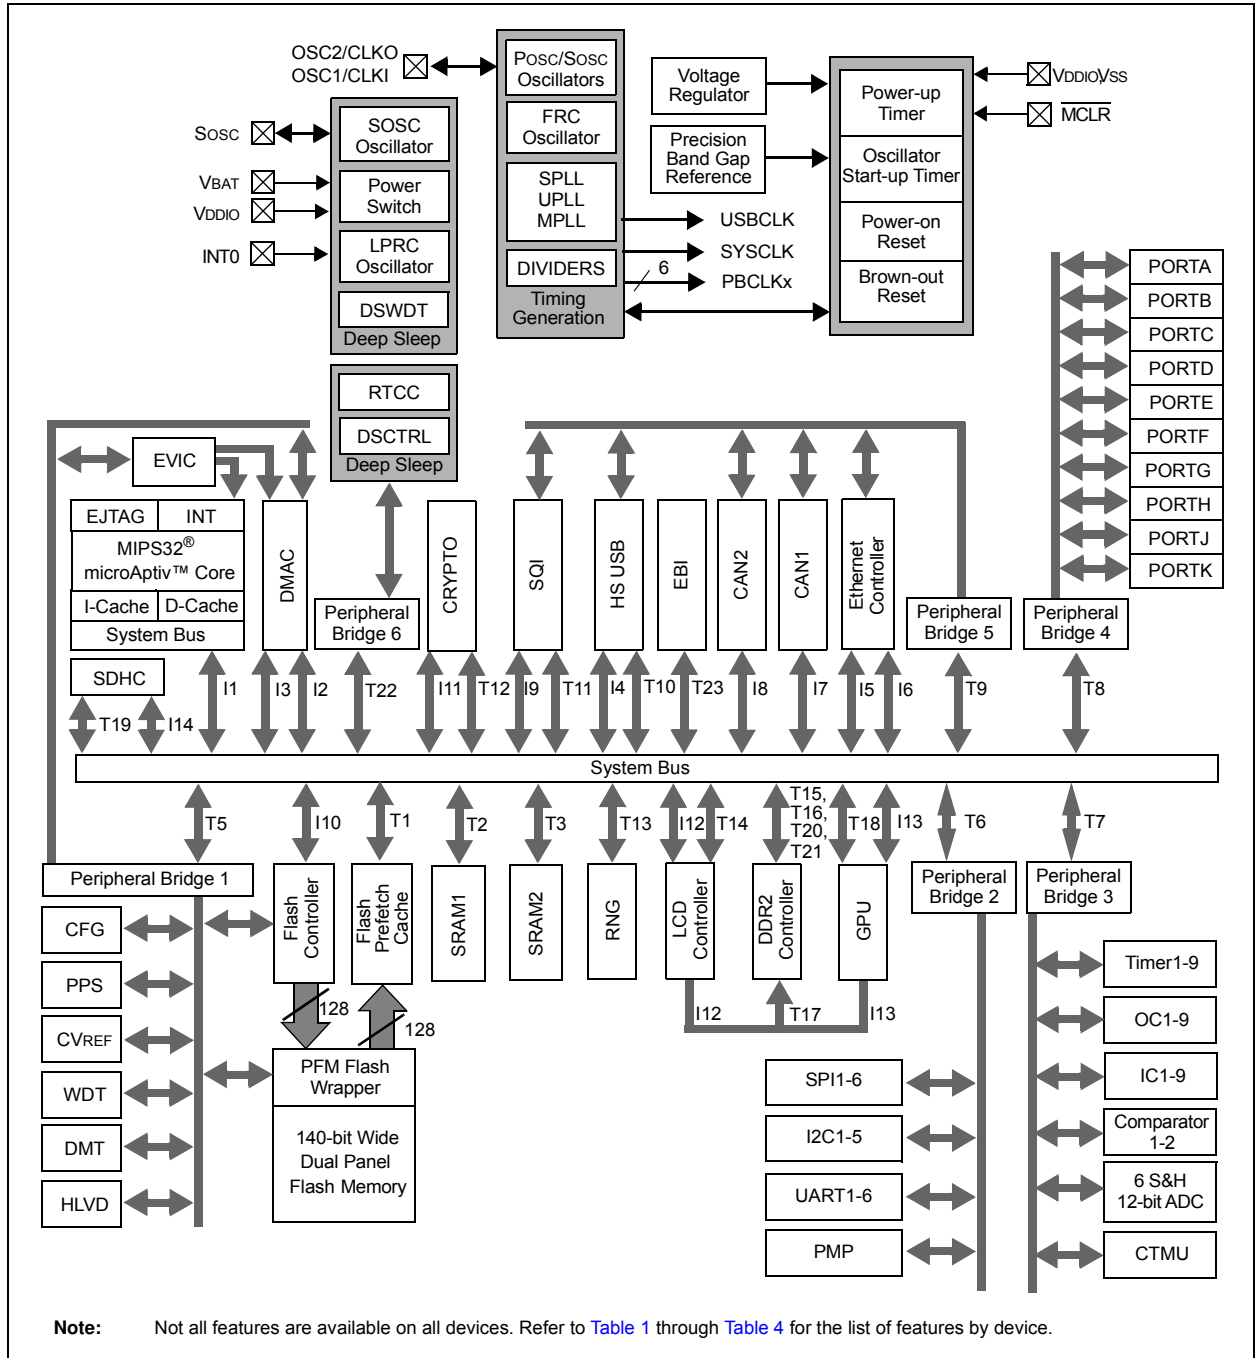 OSC2/CLKO
OSC1/CLKI
POSC/SOSC
Oscillators
FRC
Oscillator
SPLL
UPLL
MPLL
DIVIDERS
Timing
Generation
Voltage
Regulator
Precision
Band Gap
Reference
USBCLK
SYSCLK
6
PBCLKx
Power-up
Timer
Oscillator
Start-up Timer
Power-on
Reset
Brown-out
Reset
VDDIO,VSS
MCLR
SOSC
VBAT
VDDIO
INT0
SOSC
Oscillator
Power
Switch
LPRC
Oscillator
DSWDT
Deep Sleep
RTCC
DSCTRL
Deep Sleep
PORTA
PORTB
PORTC
PORTD
PORTE
PORTF
PORTG
PORTH
PORTJ
PORTK
EVIC
EJTAG
INT
MIPS32®
microAptiv™ Core
I-Cache
D-Cache
System Bus
SDHC
DMAC
Peripheral
Bridge 6
CRYPTO
SQI
HS USB
EBI
CAN2
CAN1
Ethernet
Controller
Peripheral
Bridge 5
Peripheral
Bridge 4
T19
I14
I1
I3
I2
T22
I11
T12
I9
T11
I4
T10
T23
I8
I7
I5
I6
T9
T8
System Bus
T5
I10
T1
T2
T3
T13
I12
T14
T15,
T16,
T20,
T21
T18
I13
T6
T7
Peripheral Bridge 1
Flash
Controller
Flash
Prefetch
Cache
SRAM1
SRAM2
RNG
LCD
Controller
DDR2
Controller
GPU
Peripheral
Bridge 2
Peripheral
Bridge 3
CFG
PPS
CVREF
WDT
DMT
HLVD
128
128
PFM Flash
Wrapper
140-bit Wide
Dual Panel
Flash Memory
I12
T17
I13
SPI1-6
I2C1-5
UART1-6
PMP
Timer1-9
OC1-9
IC1-9
Comparator
1-2
6 S&H
12-bit ADC
CTMU
Note: Not all features are available on all devices. Refer to Table 1 through Table 4 for the list of features by device.